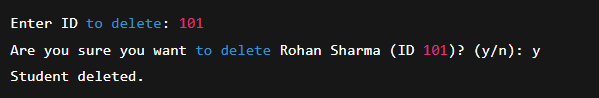 Enter ID to delete: 101
Are you sure you want to delete Rohan Sharma (ID 101)? (y/n): y
Student deleted.